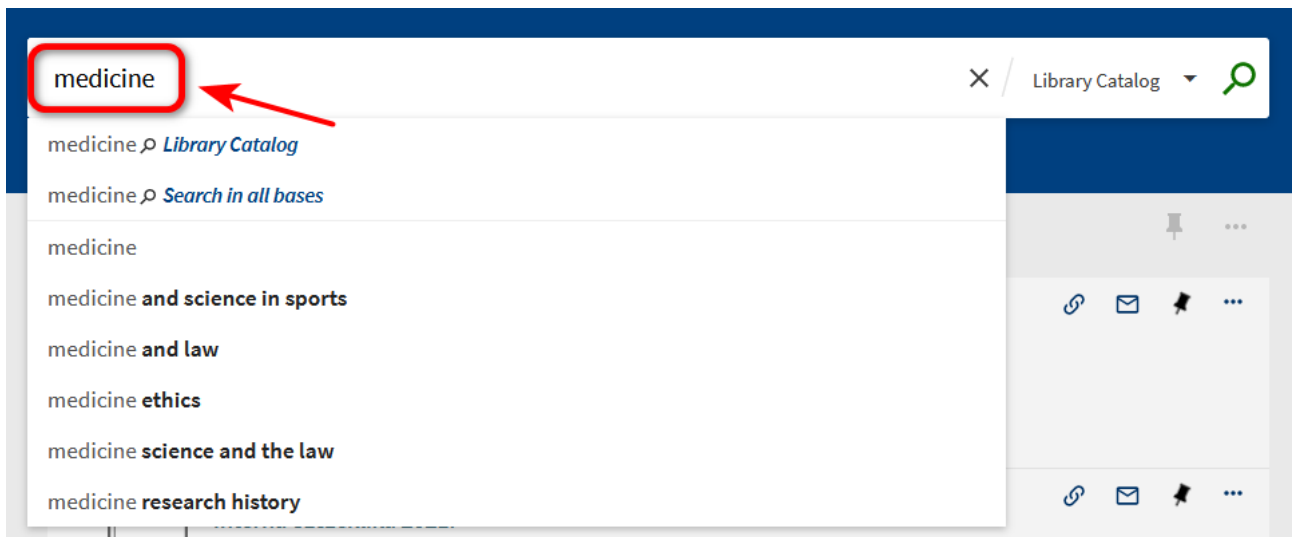 medicine
Library Catalog
medicine Library Catalog
medicine Search in all bases
medicine
medicine and science in sports
medicine and law
medicine ethics
medicine science and the law
medicine research history